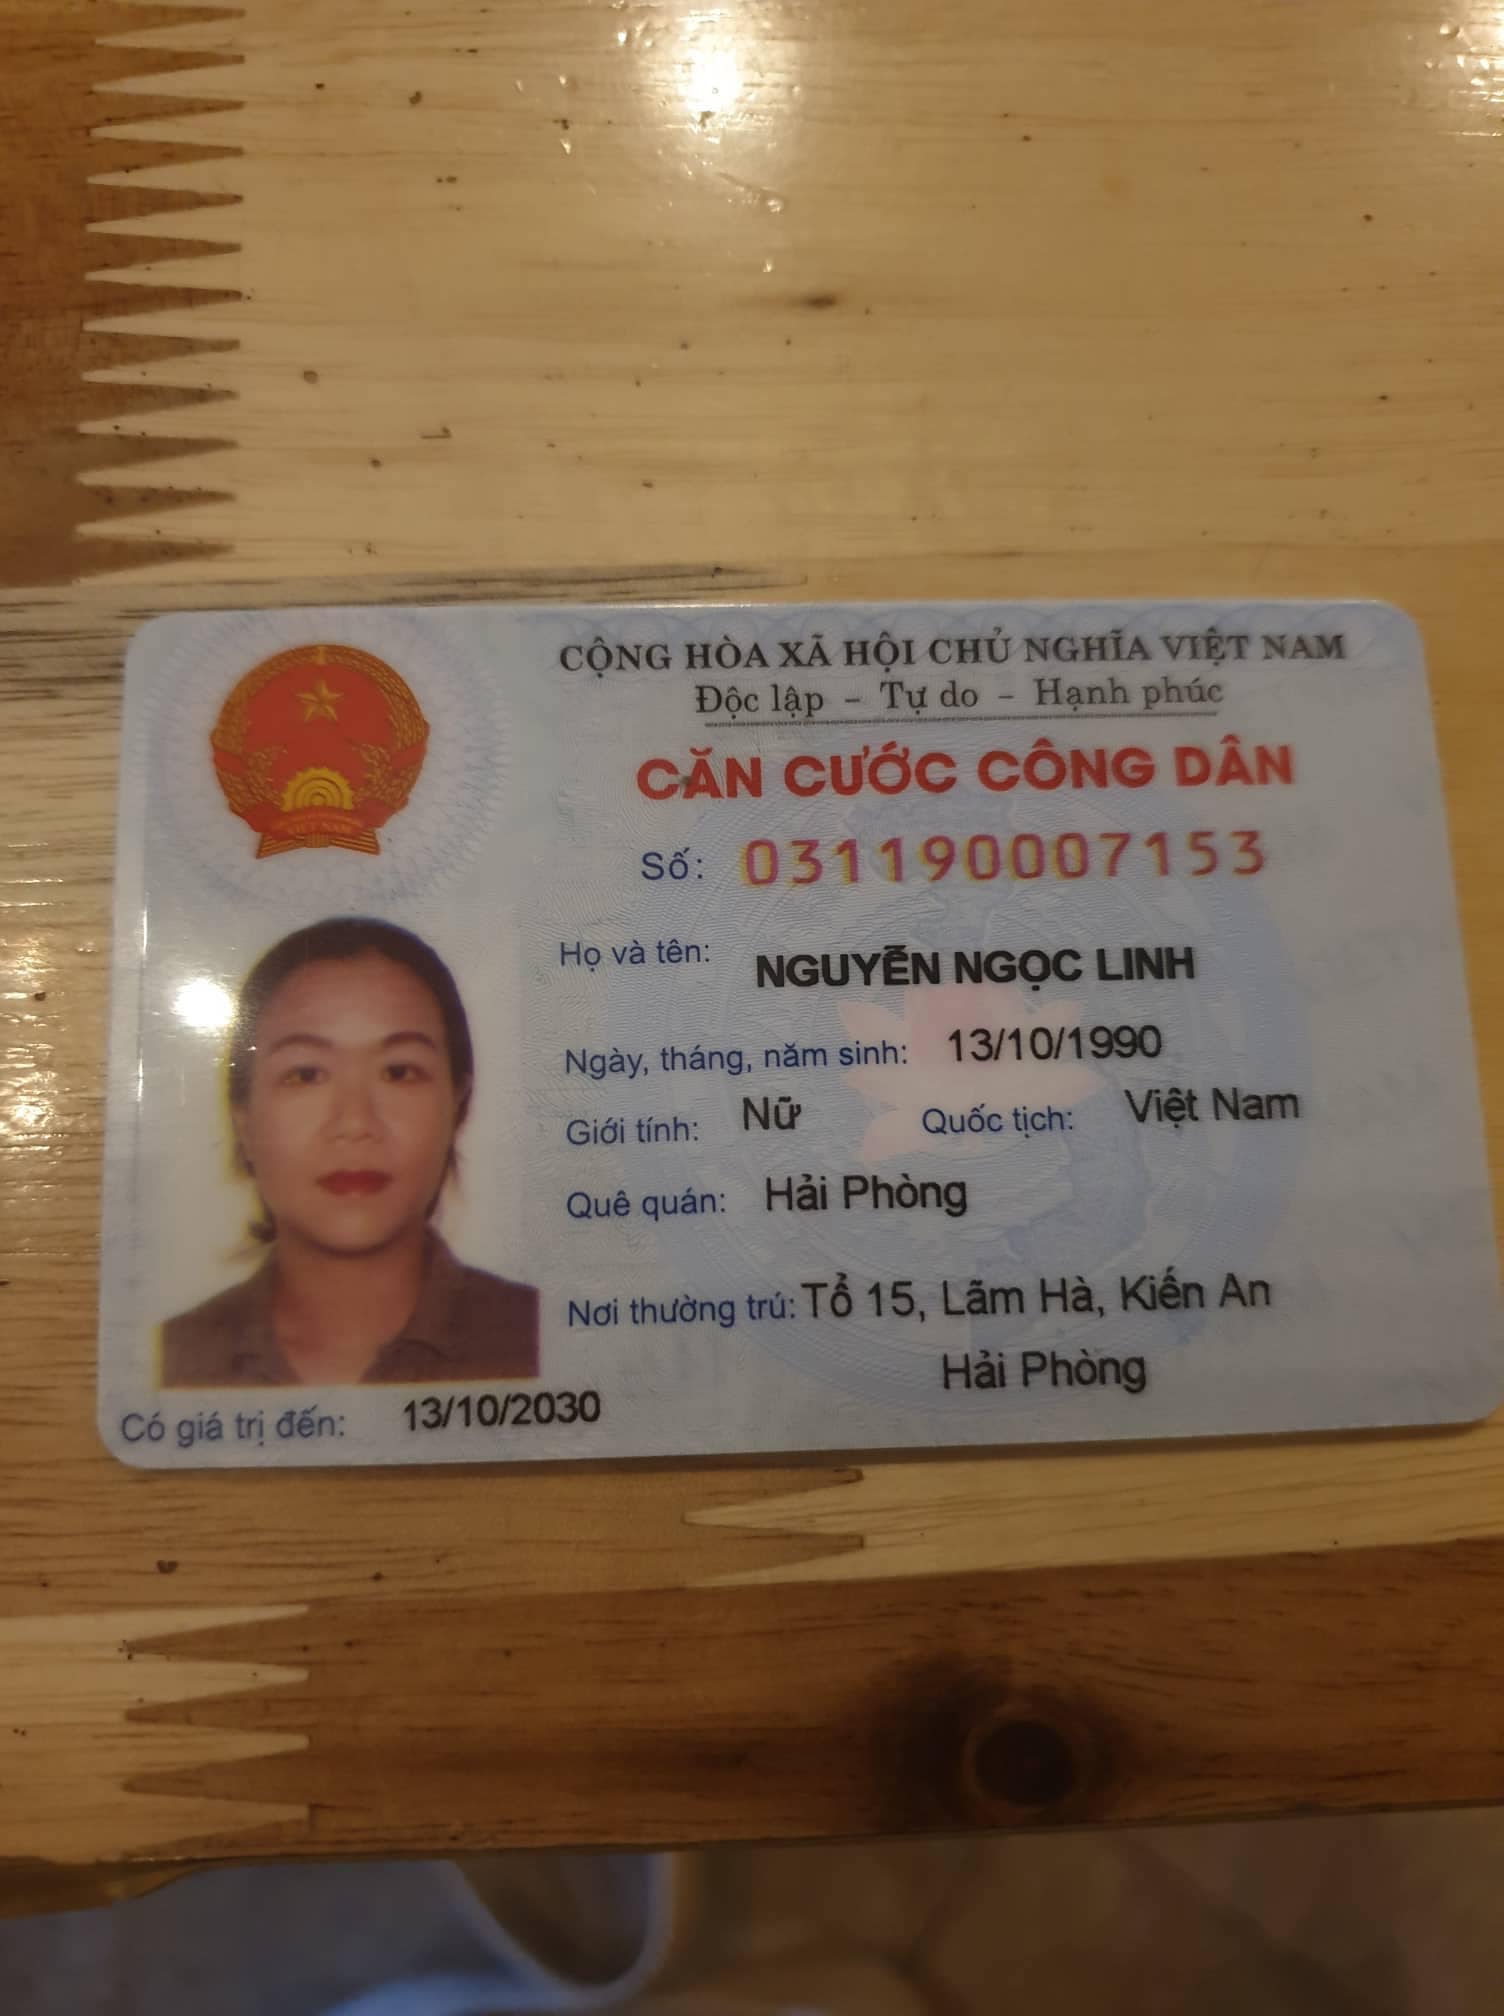 CỘNG HÒA XÃ HỘI CHỦ NGHĨA VIỆT NAM
Độc lập - Tự do - Hạnh phúc
CĂN CƯỚC CÔNG DÂN
Số: 031190007153
Họ và tên: NGUYỄN NGỌC LINH
Ngày, tháng, năm sinh: 13/10/1990
Giới tính: Nữ Quốc tịch: Việt Nam
Quê quán: Hải Phòng
Nơi thường trú: Tổ 15, Lãm Hà, Kiến An
Hải Phòng
Có giá trị đến: 13/10/2030
VIỆT NAM